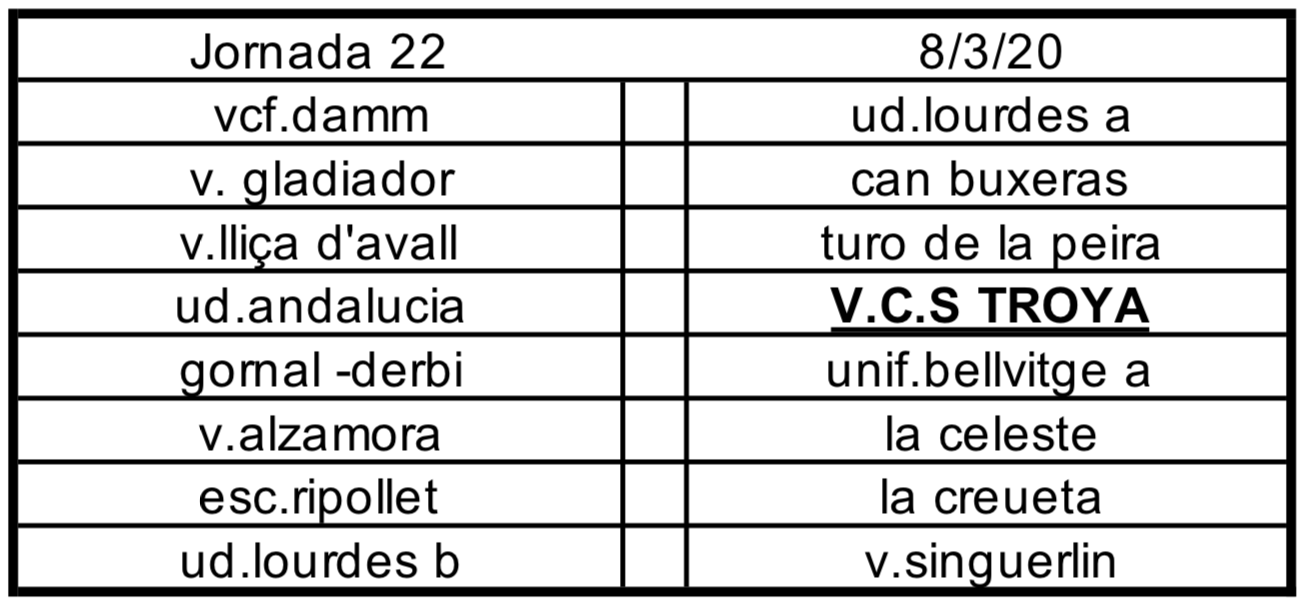 Jornada 22 8/3/20
vcf.damm ud.lourdes a
v. gladiador can buxeras
v.lliça d'avall turo de la peira
ud.andalucia V.C.S TROYA
gornal -derbi unif.bellvitge a
v.alzamora la celeste
esc.ripollet la creueta
ud.lourdes b v.singuerlin